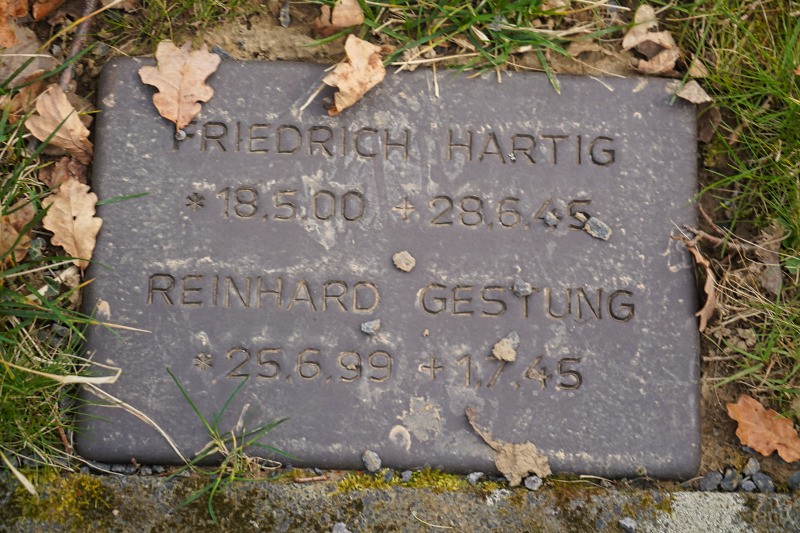 FRIEDRICH HARTIG
* 18.5.00 + 28.6.45
REINHARD GESTUNG
* 25.6.99 + 1.7.45